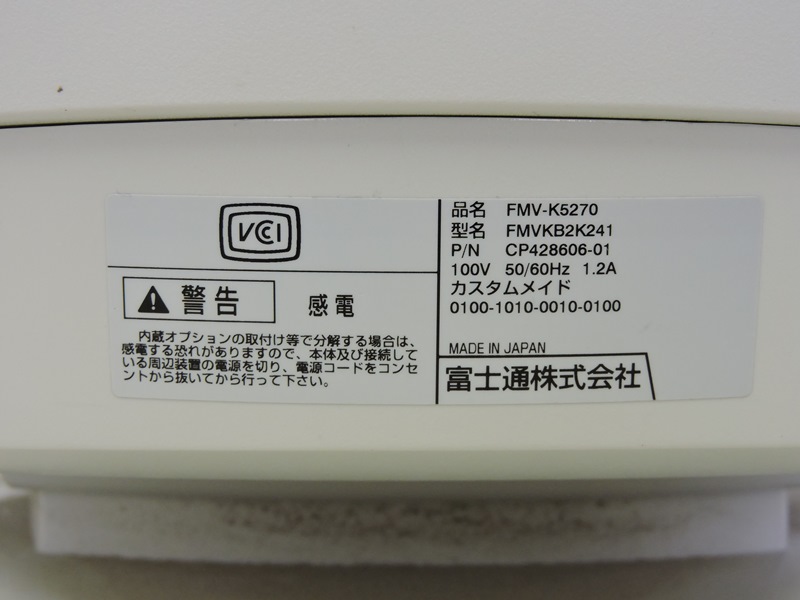 VCCI
警告 感電
内蔵オプションの取付け等で分解する場合は、
感電する恐れがありますので、本体及び接続して
いる周辺装置の電源を切り、電源コードをコンセ
ントから抜いてから行って下さい。
品名 FMV-K5270
型名 FMVKB2K241
P/N CP428606-01
100V 50/60Hz 1.2A
カスタムメイド
0100-1010-0010-0100
MADE IN JAPAN
富士通株式会社